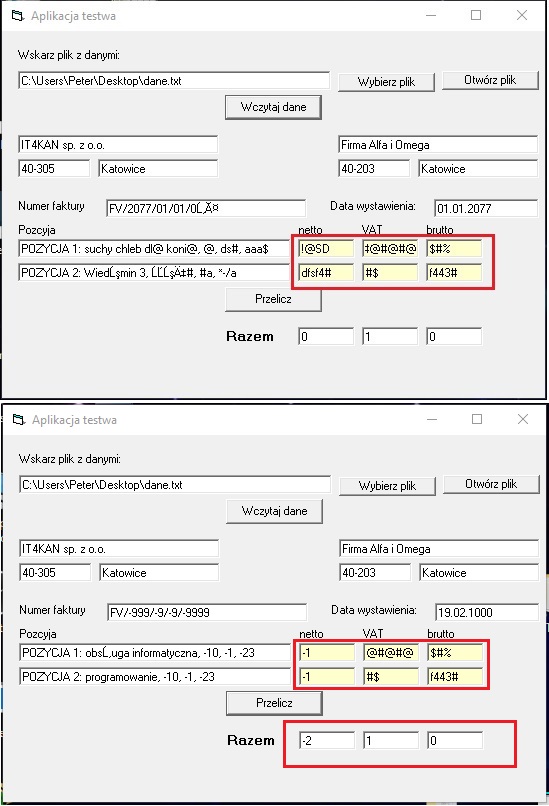 Aplikacja testwa
Wskarz plik z danymi:
C:\Users\Peter\Desktop\dane.txt
Wybierz plik
Otwórz plik
Wczytaj dane
IT4KAN sp. z o.o.
Firma Alfa i Omega
40-305
Katowice
40-203
Katowice
Numer faktury
FV/2077/01/01/0ĹĂ¤
Data wystawienia:
01.01.2077
Pozycyja
netto
VAT
brutto
POZYCJA 1: suchy chleb dl@ koni@, @, ds#, aaa$
!@SD
‡@#@#@
$#%
POZYCJA 2: WiedĹşmin 3, ĹĽĹşÄ‡#, #a, *-/a
dfsf4#
#$
f443#
Przelicz
Razem
0
1
0
Aplikacja testwa
Wskarz plik z danymi:
C:\Users\Peter\Desktop\dane.txt
Wybierz plik
Otwórz plik
Wczytaj dane
IT4KAN sp. z o.o.
Firma Alfa i Omega
40-305
Katowice
40-203
Katowice
Numer faktury
FV/-999/-9/-9/-9999
Data wystawienia:
19.02.1000
Pozycyja
netto
VAT
brutto
POZYCJA 1: obsĹ‚uga informatyczna, -10, -1, -23
-1
@#@#@
$#%
POZYCJA 2: programowanie, -10, -1, -23
-1
#$
f443#
Przelicz
Razem
-2
1
0